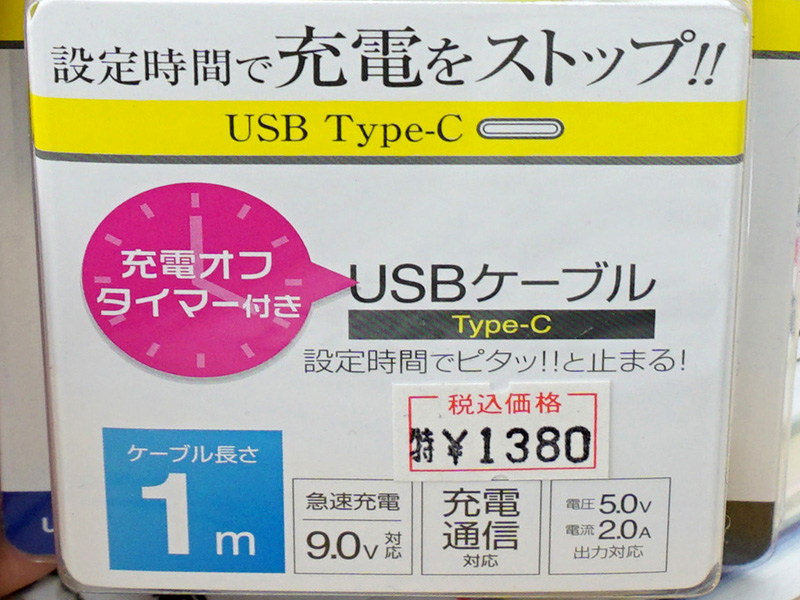 設定時間で充電をストップ!!
USB Type-C
充電オフ
タイマー付き
USBケーブル
Type-C
設定時間でピタッ!!と止まる!
税込価格
特¥1380
ケーブル長さ
1m
急速充電
9.0V対応
充電
通信
対応
電圧5.0V
電流2.0A
出力対応